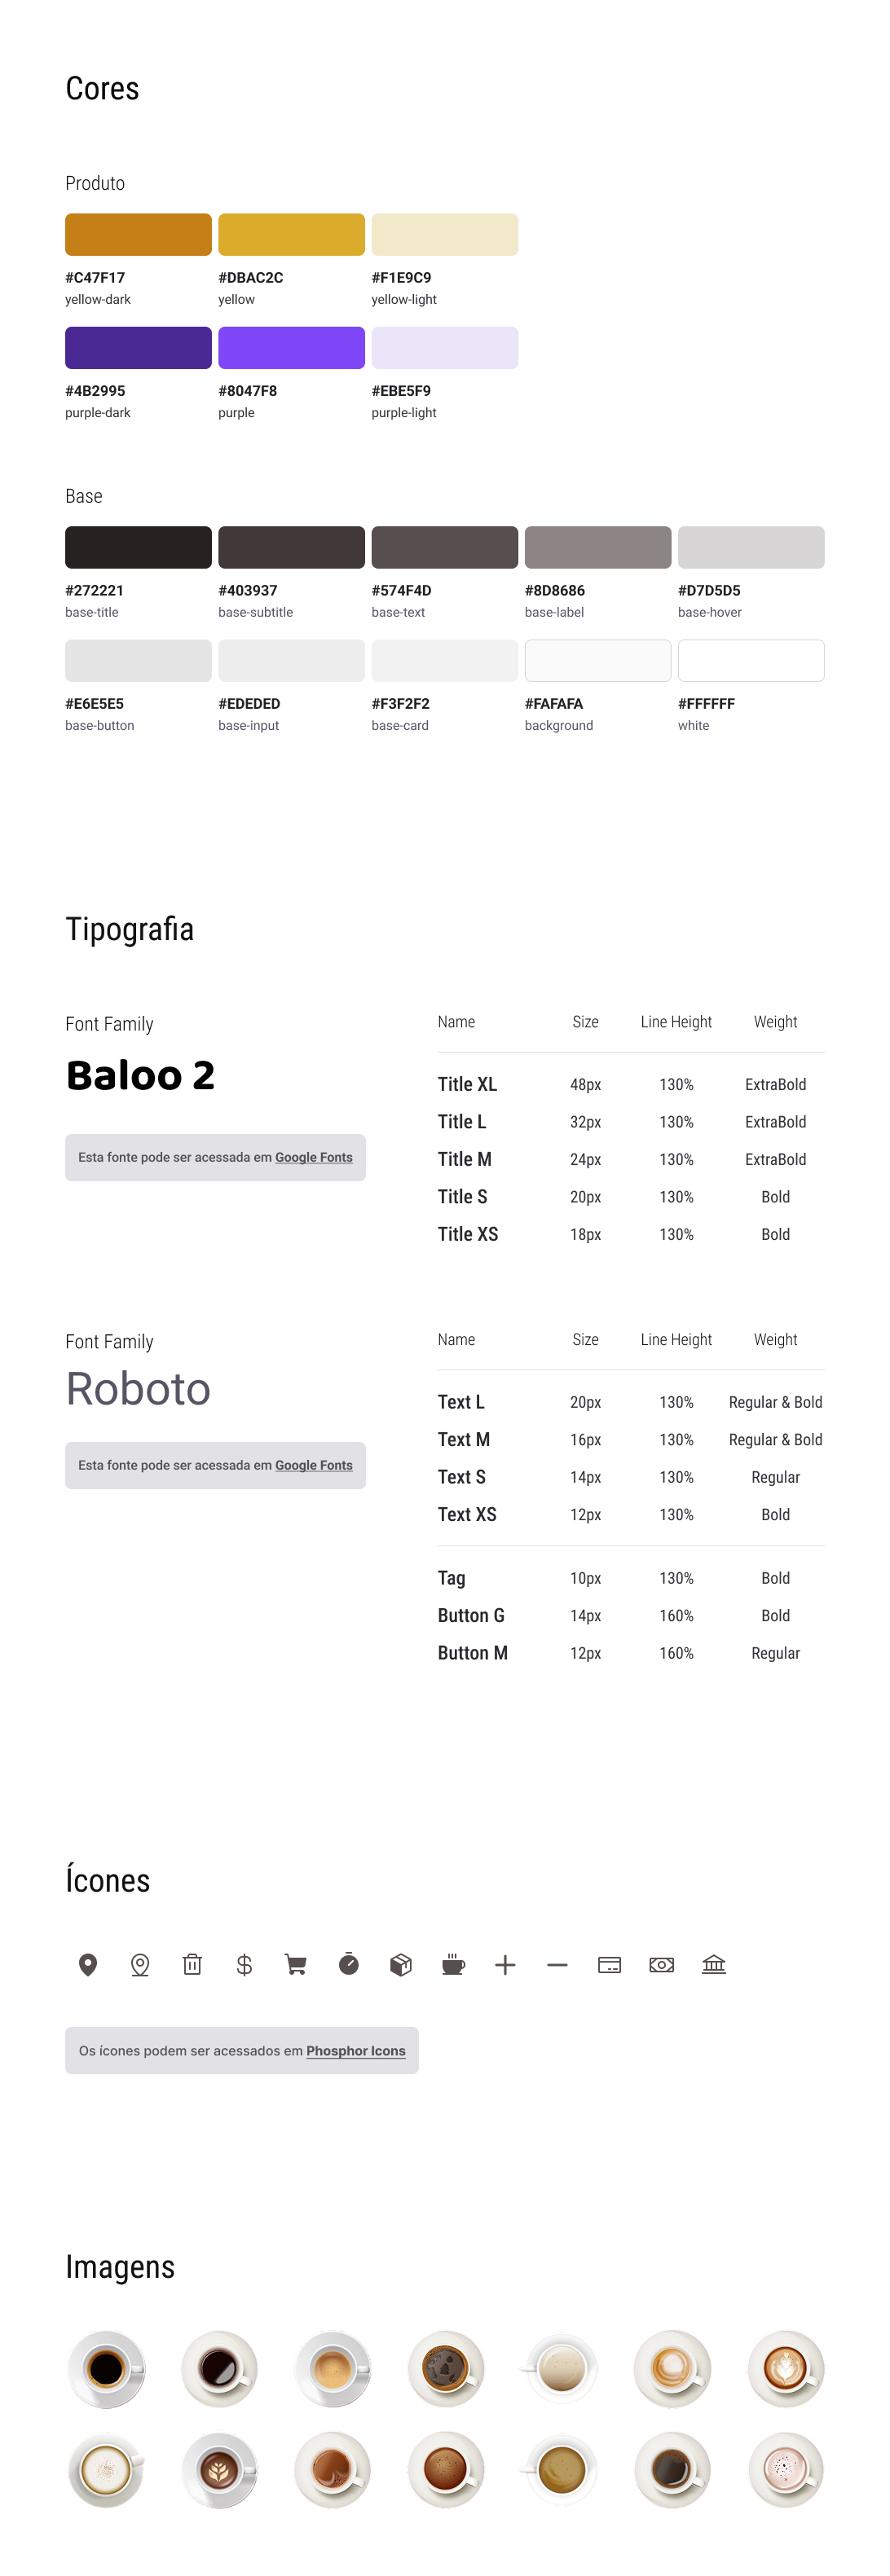 Cores
Produto
#C47F17 #DBAC2C #F1E9C9
yellow-dark yellow yellow-light
#4B2995 #8047F8 #EBE5F9
purple-dark purple purple-light
Base
#272221 #403937 #574F4D #8D8686 #D7D5D5
base-title base-subtitle base-text base-label base-hover
#E6E5E5 #EDEDED #F3F2F2 #FAFAFA #FFFFFF
base-button base-input base-card background white
Tipografia
Font Family
Baloo 2
Esta fonte pode ser acessada em Google Fonts
Name Size Line Height Weight
Title XL 48px 130% ExtraBold
Title L 32px 130% ExtraBold
Title M 24px 130% ExtraBold
Title S 20px 130% Bold
Title XS 18px 130% Bold
Font Family
Roboto
Esta fonte pode ser acessada em Google Fonts
Name Size Line Height Weight
Text L 20px 130% Regular & Bold
Text M 16px 130% Regular & Bold
Text S 14px 130% Regular
Text XS 12px 130% Bold
Tag 10px 130% Bold
Button G 14px 160% Bold
Button M 12px 160% Regular
Ícones
Os ícones podem ser acessados em Phosphor Icons
Imagens